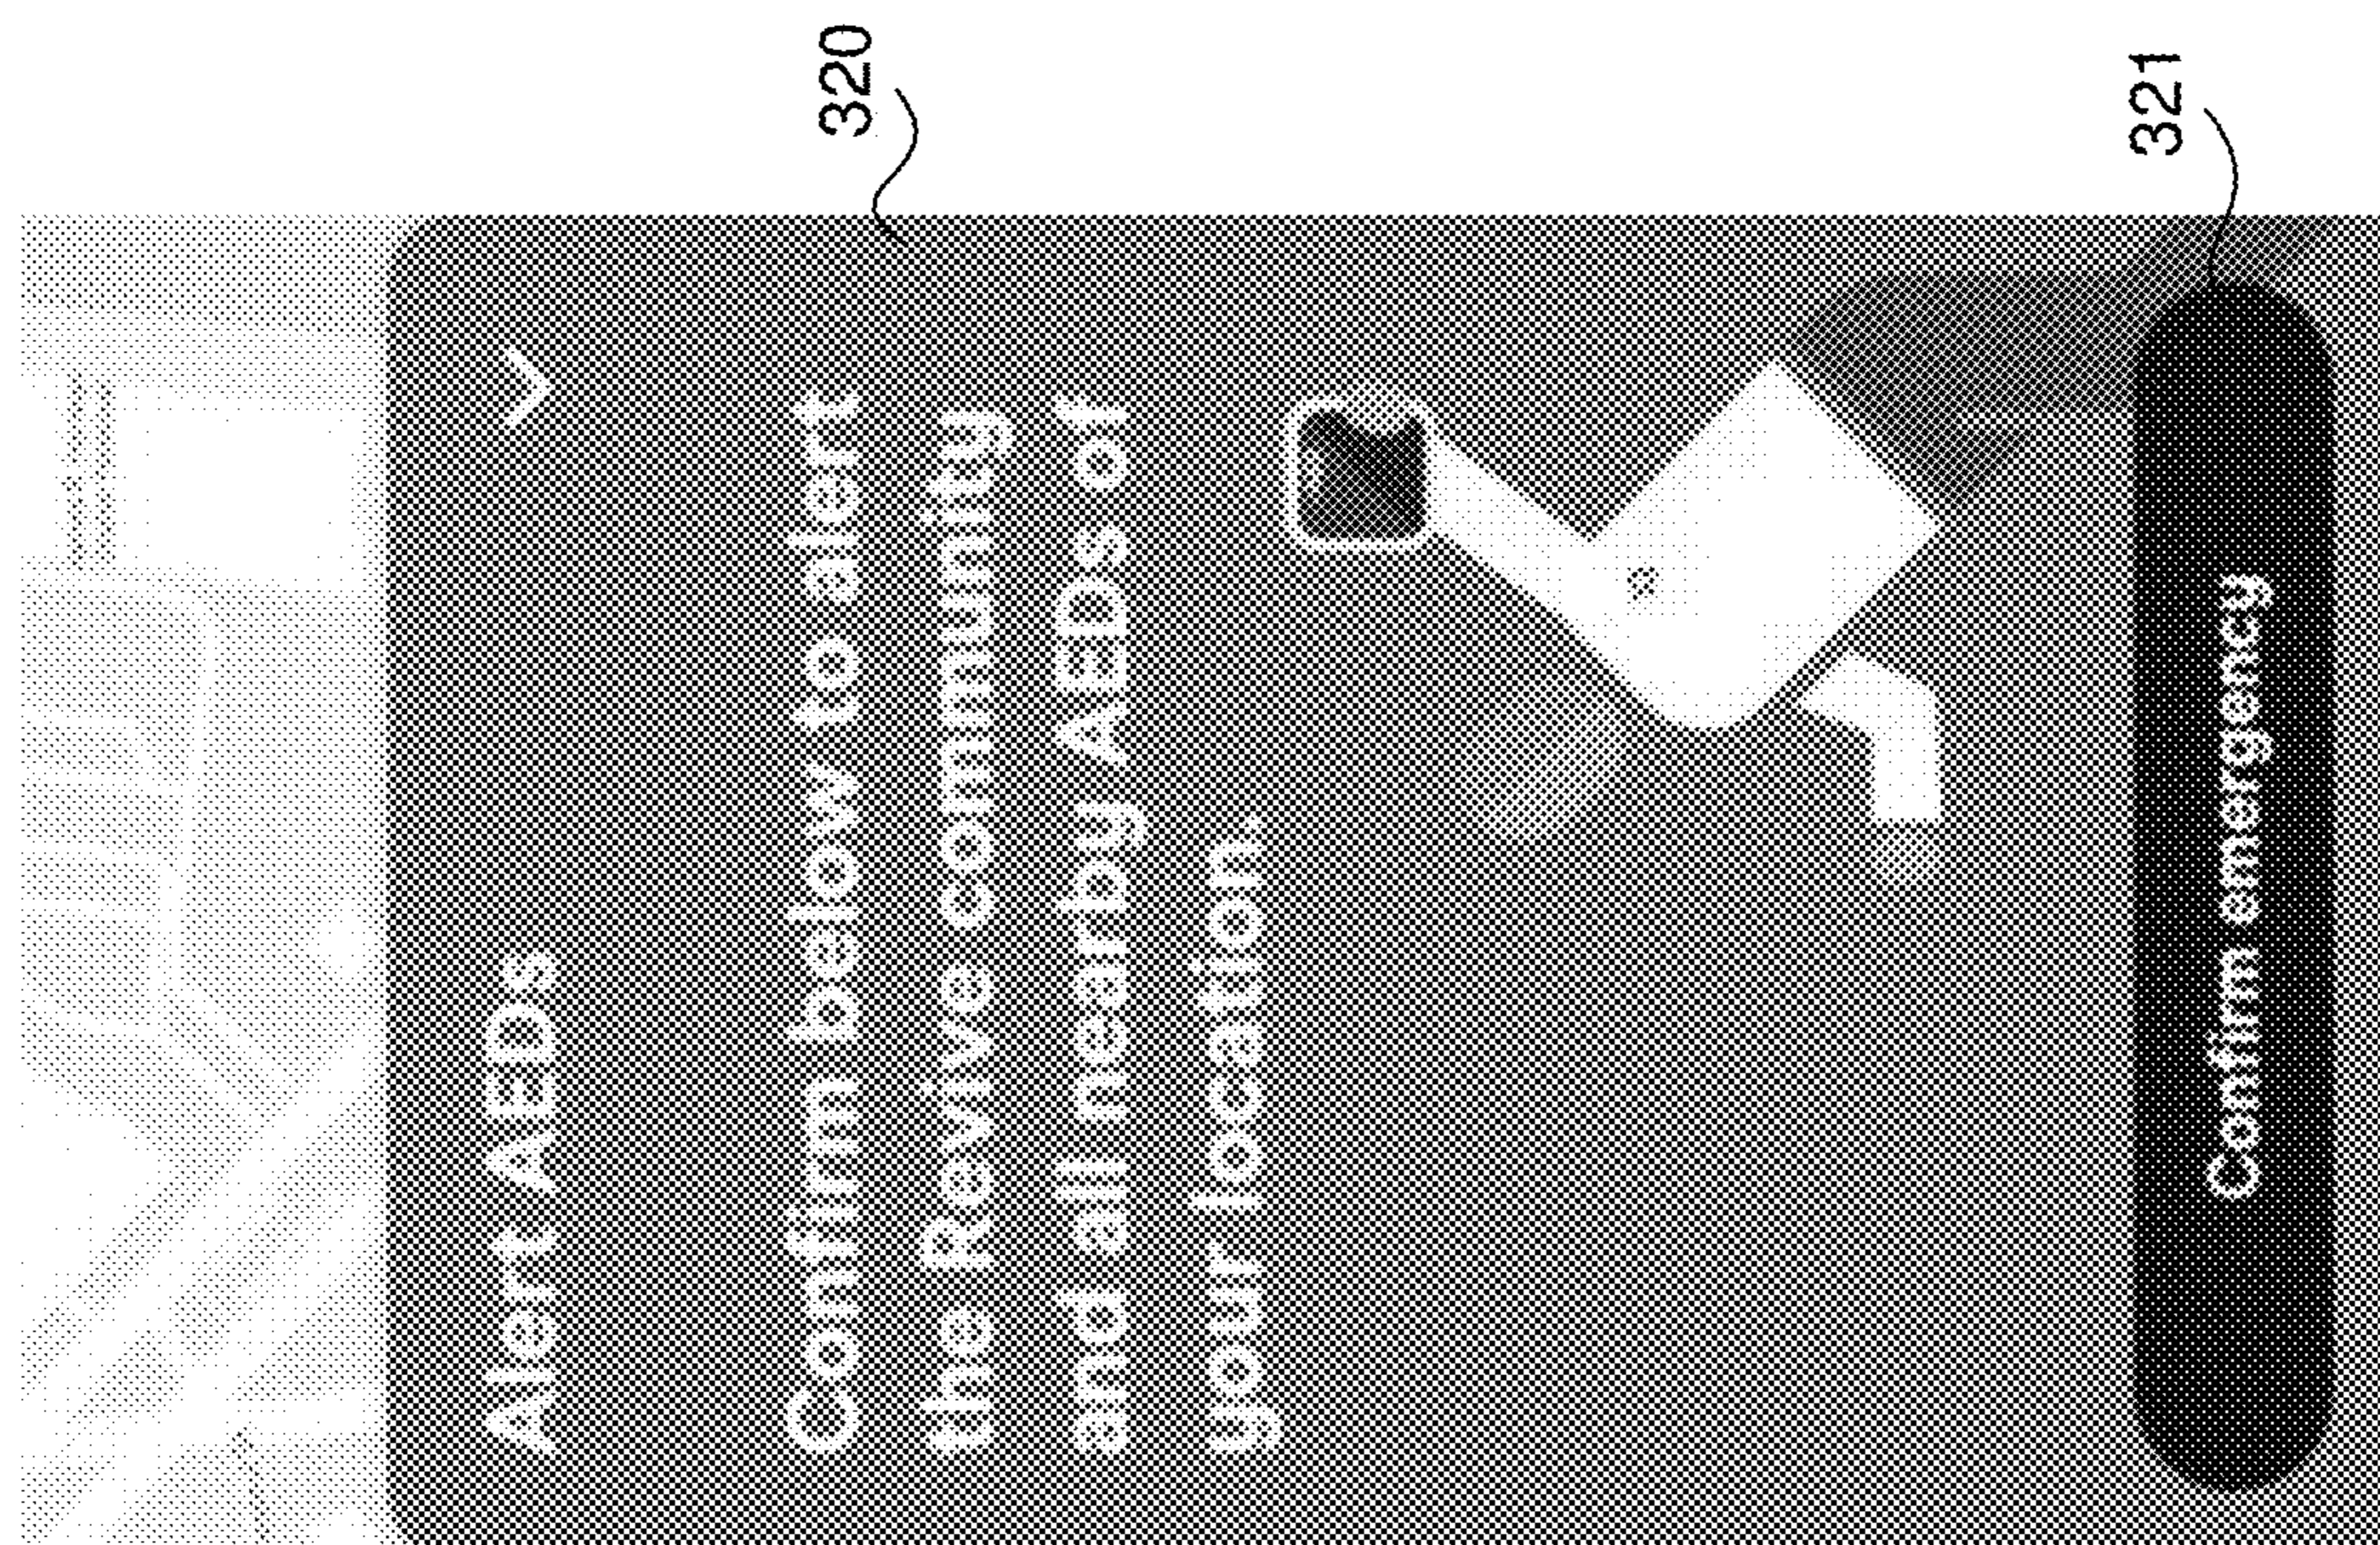 320
Alert AEDs
Confirm below to alert
the Revive community
and all nearby AEDs of
your location.
321
Confirm emergency